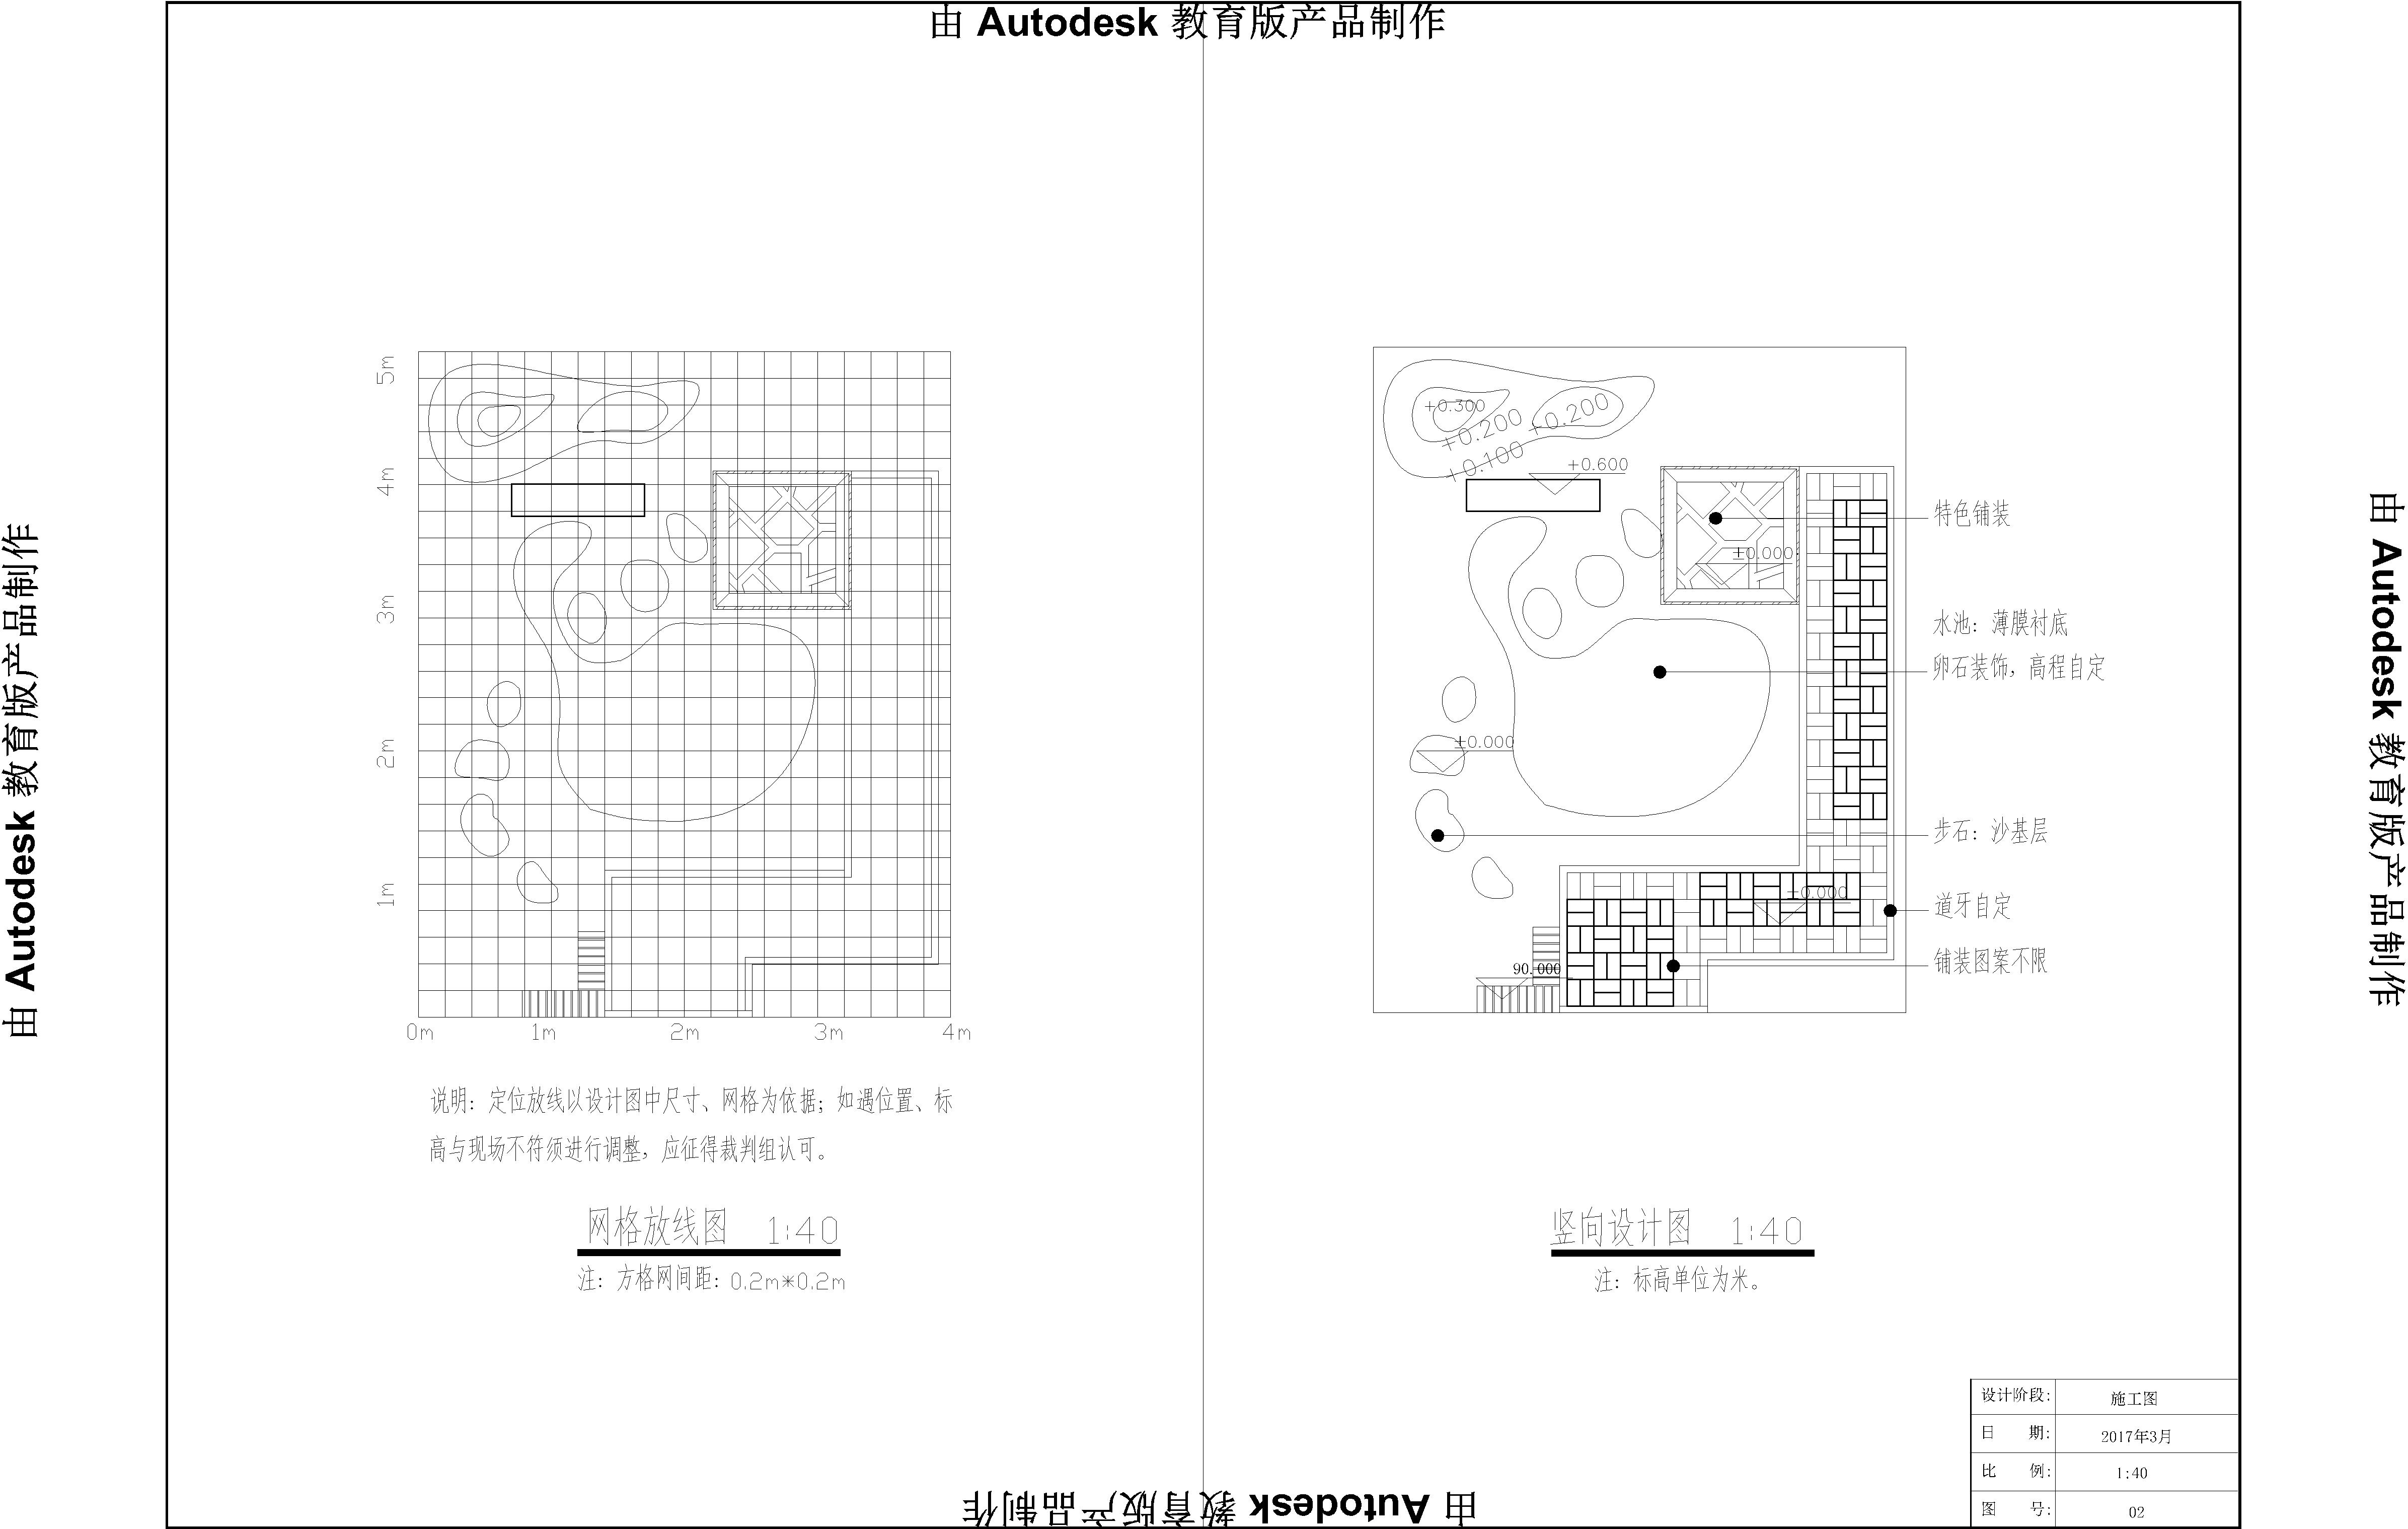 由 Autodesk 教育版产品制作
由 Autodesk 教育版产品制作
5m
4m
3m
2m
1m
0m 1m 2m 3m 4m
说明：定位放线以设计图中尺寸、网格为依据；如遇位置、标
高与现场不符须进行调整，应征得裁判组认可。
网格放线图 1:40
注：方格网间距：0.2m*0.2m
+0.300
+0.200
+0.200
+0.100
+0.600
特色铺装
±0.000
水池：薄膜衬底
卵石装饰，高程自定
±0.000
步石：沙基层
±0.000
道牙自定
铺装图案不限
90.000
竖向设计图 1:40
注：标高单位为米。
设计阶段: 施工图
日 期: 2017年3月
比 例: 1:40
图 号: 02
由 Autodesk 教育版产品制作
由 Autodesk 教育版产品制作